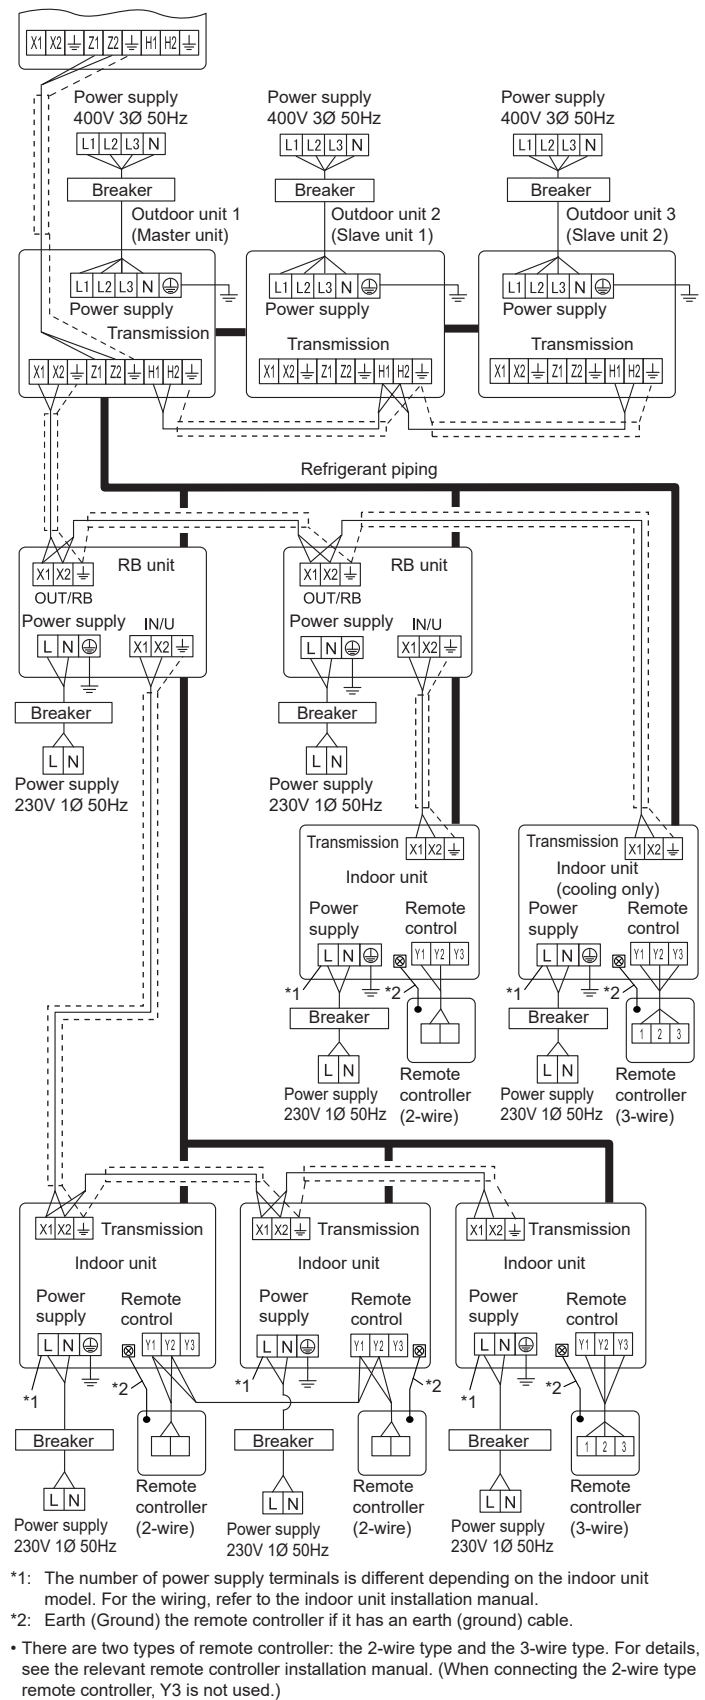 X1 X2 Z1 Z2 H1 H2
Power supply
400V 3Ø 50Hz
L1 L2 L3 N
Breaker
Power supply
400V 3Ø 50Hz
L1 L2 L3 N
Breaker
Power supply
400V 3Ø 50Hz
L1 L2 L3 N
Breaker
Outdoor unit 1
(Master unit)
Outdoor unit 2
(Slave unit 1)
Outdoor unit 3
(Slave unit 2)
L1 L2 L3 N
Power supply
Transmission
X1 X2 Z1 Z2 H1 H2
L1 L2 L3 N
Power supply
Transmission
X1 X2 Z1 Z2 H1 H2
L1 L2 L3 N
Power supply
Transmission
X1 X2 Z1 Z2 H1 H2
Refrigerant piping
X1 X2
RB unit
OUT/RB
Power supply
IN/U
L N
X1 X2
Breaker
L N
Power supply
230V 1Ø 50Hz
X1 X2
RB unit
OUT/RB
Power supply
IN/U
L N
X1 X2
Breaker
L N
Power supply
230V 1Ø 50Hz
Transmission
X1 X2
Indoor unit
Power
supply
Remote
control
L N
Y1 Y2 Y3
*1
*2
Breaker
L N
Power supply
230V 1Ø 50Hz
Remote
controller
(2-wire)
Transmission
X1 X2
Indoor unit
(cooling only)
Power
supply
Remote
control
L N
Y1 Y2 Y3
*1
*2
Breaker
1 2 3
L N
Power supply
230V 1Ø 50Hz
Remote
controller
(3-wire)
X1 X2
Transmission
Indoor unit
Power
supply
Remote
control
L N
Y1 Y2 Y3
*1
*2
Breaker
L N
Power supply
230V 1Ø 50Hz
Remote
controller
(2-wire)
X1 X2
Transmission
Indoor unit
Power
supply
Remote
control
L N
Y1 Y2 Y3
*1
*2
Breaker
L N
Power supply
230V 1Ø 50Hz
Remote
controller
(2-wire)
X1 X2
Transmission
Indoor unit
Power
supply
Remote
control
L N
Y1 Y2 Y3
*1
*2
Breaker
1 2 3
L N
Power supply
230V 1Ø 50Hz
Remote
controller
(3-wire)
*1: The number of power supply terminals is different depending on the indoor unit
model. For the wiring, refer to the indoor unit installation manual.
*2: Earth (Ground) the remote controller if it has an earth (ground) cable.
• There are two types of remote controller: the 2-wire type and the 3-wire type. For details,
see the relevant remote controller installation manual. (When connecting the 2-wire type
remote controller, Y3 is not used.)